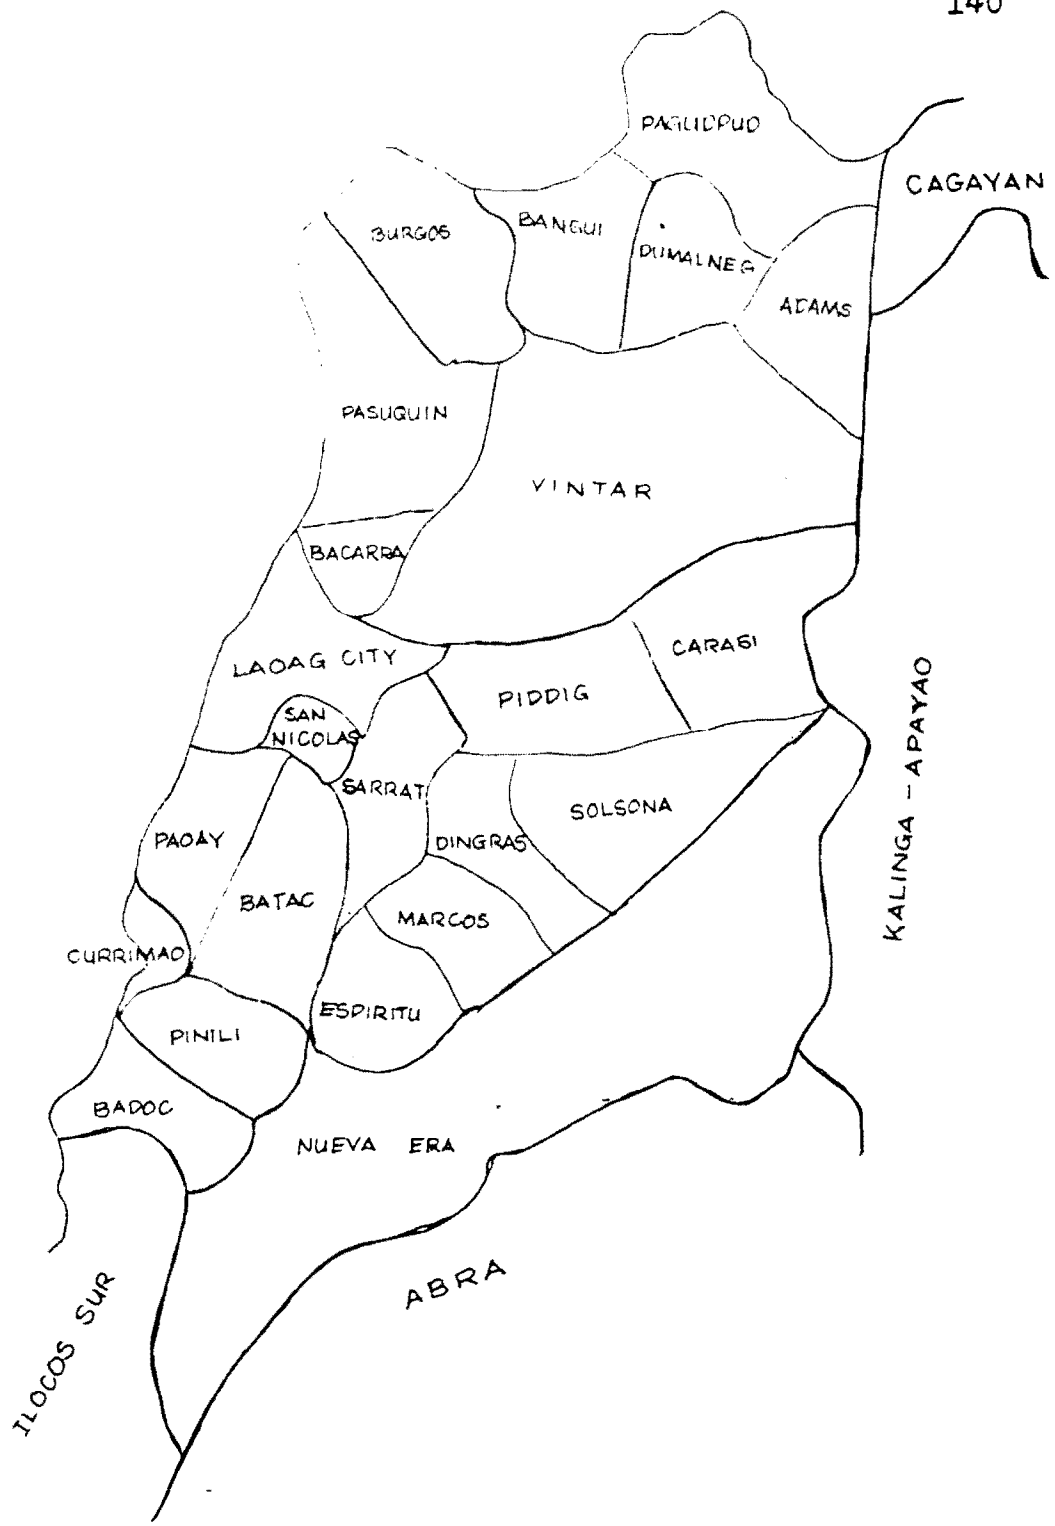 140
PAGUDPUD
CAGAYAN
BURGOS
BANGUI
DUMALNEG
ADAMS
PASUQUIN
VINTAR
BACARRA
LAOAG CITY
CARASI
PIDDIG
SAN
NICOLAS
SARRAT
SOLSONA
PAOAY
DINGRAS
BATAC
MARCOS
CURRIMAO
ESPIRITU
PINILI
BADOC
NUEVA ERA
KALINGA - APAYAO
ABRA
ILOCOS SUR